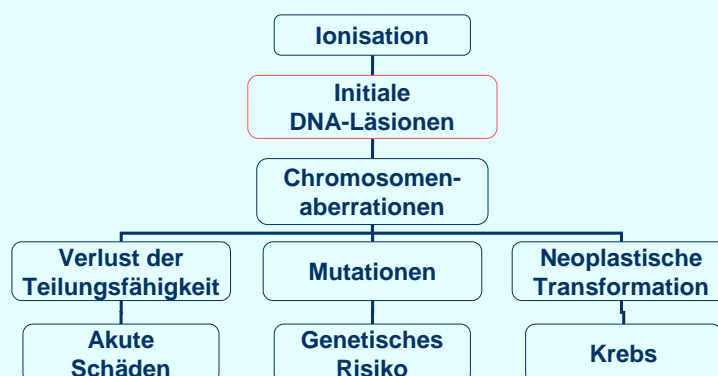 Ionisation
Initiale
DNA-Läsionen
Chromosomen-
aberrationen
Verlust der
Teilungsfähigkeit
Mutationen
Neoplastische
Transformation
Akute
Schäden
Genetisches
Risiko
Krebs